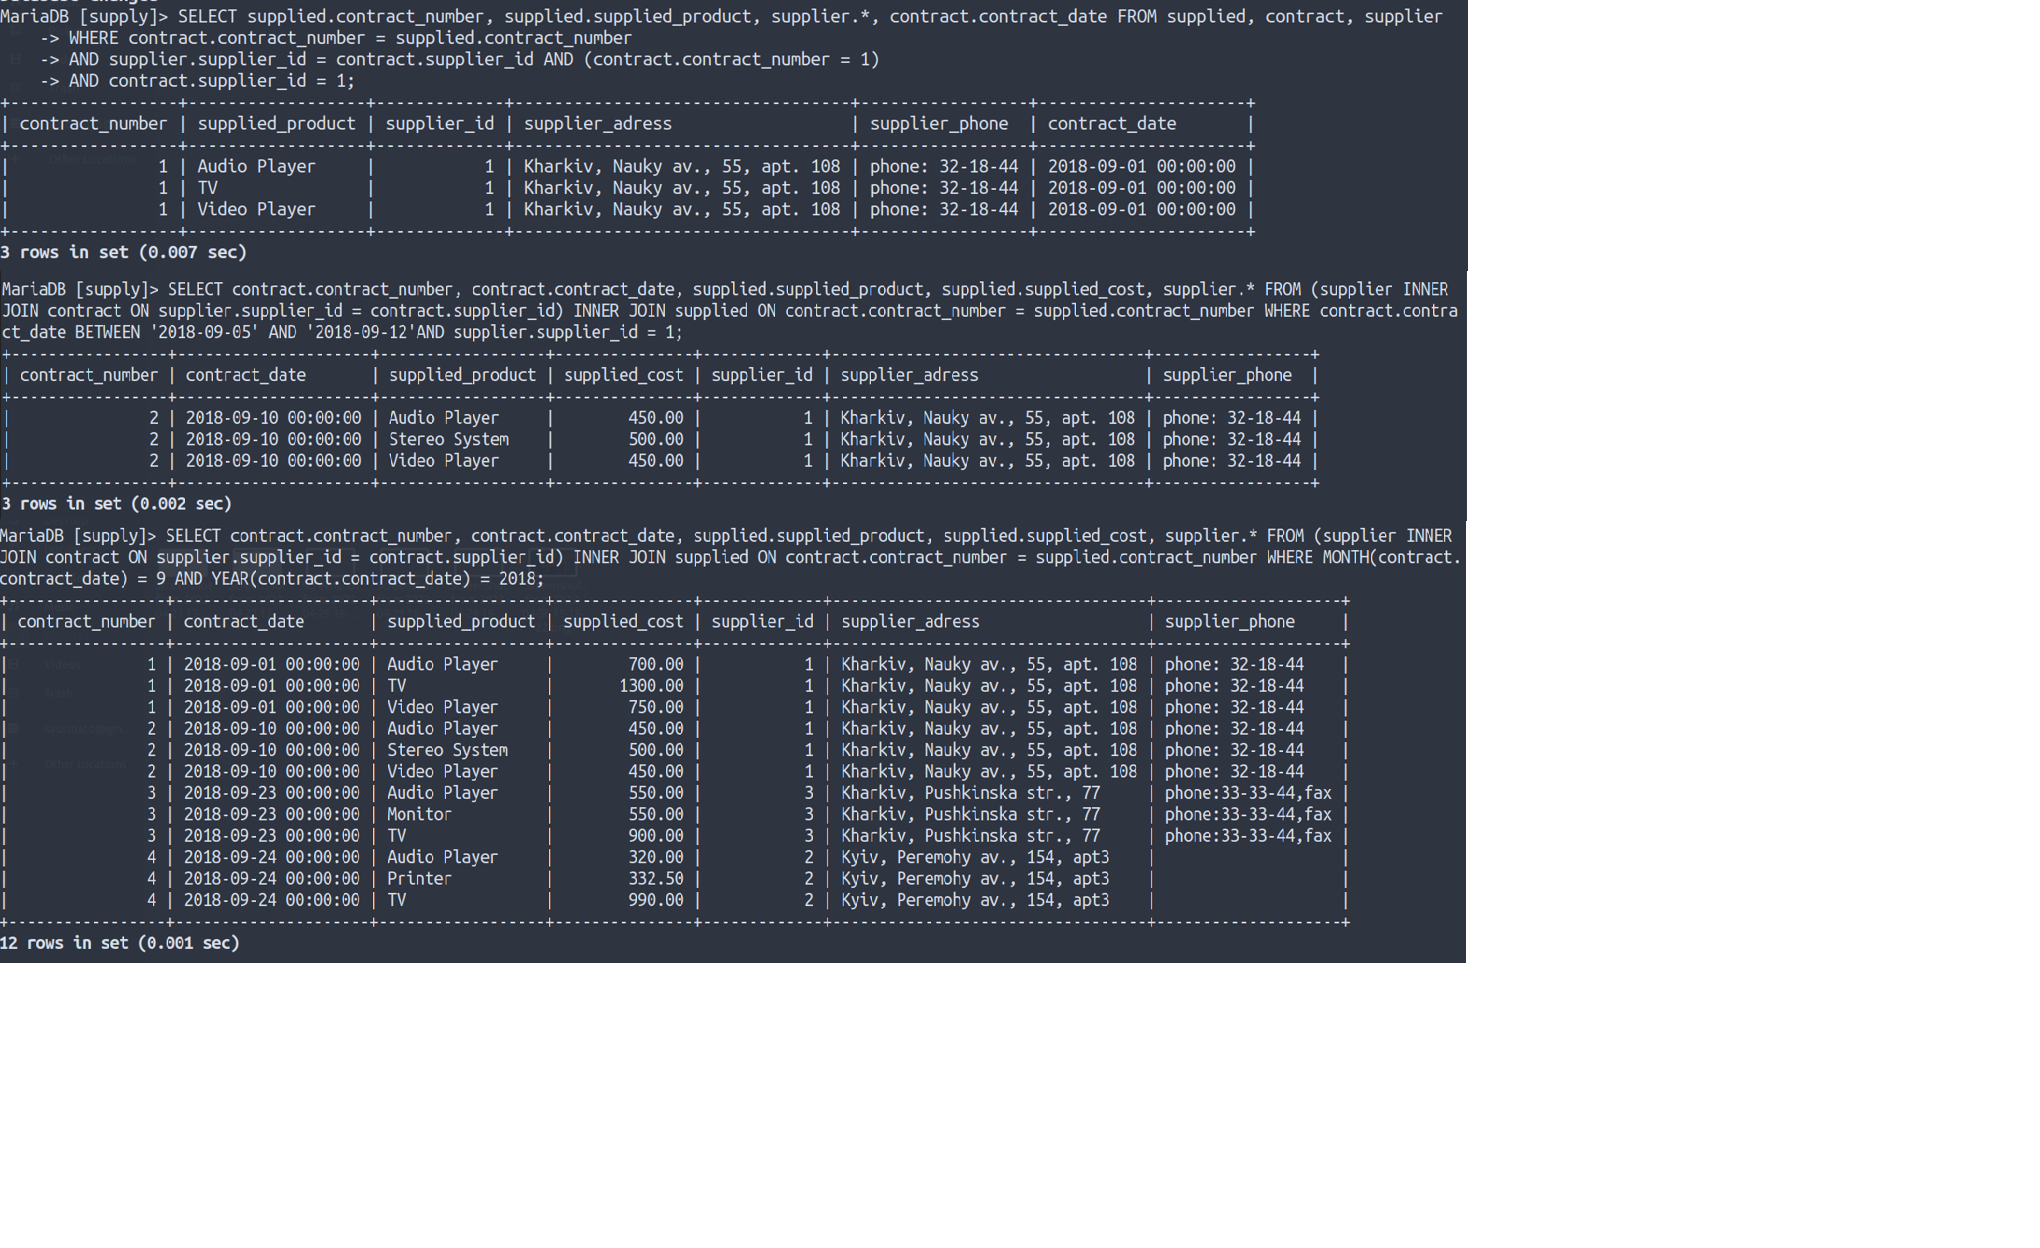 MariaDB [supply]> SELECT supplied.contract_number, supplied.supplied_product, supplier.*, contract.contract_date FROM supplied, contract, supplier
    -> WHERE contract.contract_number = supplied.contract_number
    -> AND supplier.supplier_id = contract.supplier_id AND (contract.contract_number = 1)
    -> AND contract.supplier_id = 1;
+-----------------+------------------+-------------+----------------------------------+-----------------+---------------------+
| contract_number | supplied_product | supplier_id | supplier_adress                  | supplier_phone  | contract_date       |
+-----------------+------------------+-------------+----------------------------------+-----------------+---------------------+
|               1 | Audio Player     |           1 | Kharkiv, Nauky av., 55, apt. 108 | phone: 32-18-44 | 2018-09-01 00:00:00 |
|               1 | TV               |           1 | Kharkiv, Nauky av., 55, apt. 108 | phone: 32-18-44 | 2018-09-01 00:00:00 |
|               1 | Video Player     |           1 | Kharkiv, Nauky av., 55, apt. 108 | phone: 32-18-44 | 2018-09-01 00:00:00 |
+-----------------+------------------+-------------+----------------------------------+-----------------+---------------------+
3 rows in set (0.007 sec)
MariaDB [supply]> SELECT contract.contract_number, contract.contract_date, supplied.supplied_product, supplied.supplied_cost, supplier.* FROM (supplier INNER
JOIN contract ON supplier.supplier_id = contract.supplier_id) INNER JOIN supplied ON contract.contract_number = supplied.contract_number WHERE contract.contra
ct_date BETWEEN '2018-09-05' AND '2018-09-12'AND supplier.supplier_id = 1;
+-----------------+---------------------+------------------+---------------+-------------+----------------------------------+-----------------+
| contract_number | contract_date       | supplied_product | supplied_cost | supplier_id | supplier_adress                  | supplier_phone  |
+-----------------+---------------------+------------------+---------------+-------------+----------------------------------+-----------------+
|               2 | 2018-09-10 00:00:00 | Audio Player     |        450.00 |           1 | Kharkiv, Nauky av., 55, apt. 108 | phone: 32-18-44 |
|               2 | 2018-09-10 00:00:00 | Stereo System    |        500.00 |           1 | Kharkiv, Nauky av., 55, apt. 108 | phone: 32-18-44 |
|               2 | 2018-09-10 00:00:00 | Video Player     |        450.00 |           1 | Kharkiv, Nauky av., 55, apt. 108 | phone: 32-18-44 |
+-----------------+---------------------+------------------+---------------+-------------+----------------------------------+-----------------+
3 rows in set (0.002 sec)
MariaDB [supply]> SELECT contract.contract_number, contract.contract_date, supplied.supplied_product, supplied.supplied_cost, supplier.* FROM (supplier INNER
JOIN contract ON supplier.supplier_id = contract.supplier_id) INNER JOIN supplied ON contract.contract_number = supplied.contract_number WHERE MONTH(contract.
contract_date) = 9 AND YEAR(contract.contract_date) = 2018;
+-----------------+---------------------+------------------+---------------+-------------+----------------------------------+--------------------+
| contract_number | contract_date       | supplied_product | supplied_cost | supplier_id | supplier_adress                  | supplier_phone     |
+-----------------+---------------------+------------------+---------------+-------------+----------------------------------+--------------------+
|               1 | 2018-09-01 00:00:00 | Audio Player     |        700.00 |           1 | Kharkiv, Nauky av., 55, apt. 108 | phone: 32-18-44    |
|               1 | 2018-09-01 00:00:00 | TV               |       1300.00 |           1 | Kharkiv, Nauky av., 55, apt. 108 | phone: 32-18-44    |
|               1 | 2018-09-01 00:00:00 | Video Player     |        750.00 |           1 | Kharkiv, Nauky av., 55, apt. 108 | phone: 32-18-44    |
|               2 | 2018-09-10 00:00:00 | Audio Player     |        450.00 |           1 | Kharkiv, Nauky av., 55, apt. 108 | phone: 32-18-44    |
|               2 | 2018-09-10 00:00:00 | Stereo System    |        500.00 |           1 | Kharkiv, Nauky av., 55, apt. 108 | phone: 32-18-44    |
|               2 | 2018-09-10 00:00:00 | Video Player     |        450.00 |           1 | Kharkiv, Nauky av., 55, apt. 108 | phone: 32-18-44    |
|               3 | 2018-09-23 00:00:00 | Audio Player     |        550.00 |           3 | Kharkiv, Pushkinska str., 77     | phone:33-33-44,fax |
|               3 | 2018-09-23 00:00:00 | Monitor          |        550.00 |           3 | Kharkiv, Pushkinska str., 77     | phone:33-33-44,fax |
|               3 | 2018-09-23 00:00:00 | TV               |        900.00 |           3 | Kharkiv, Pushkinska str., 77     | phone:33-33-44,fax |
|               4 | 2018-09-24 00:00:00 | Audio Player     |        320.00 |           2 | Kyiv, Peremohy av., 154, apt3    |                    |
|               4 | 2018-09-24 00:00:00 | Printer          |        332.50 |           2 | Kyiv, Peremohy av., 154, apt3    |                    |
|               4 | 2018-09-24 00:00:00 | TV               |        990.00 |           2 | Kyiv, Peremohy av., 154, apt3    |                    |
+-----------------+---------------------+------------------+---------------+-------------+----------------------------------+--------------------+
12 rows in set (0.001 sec)